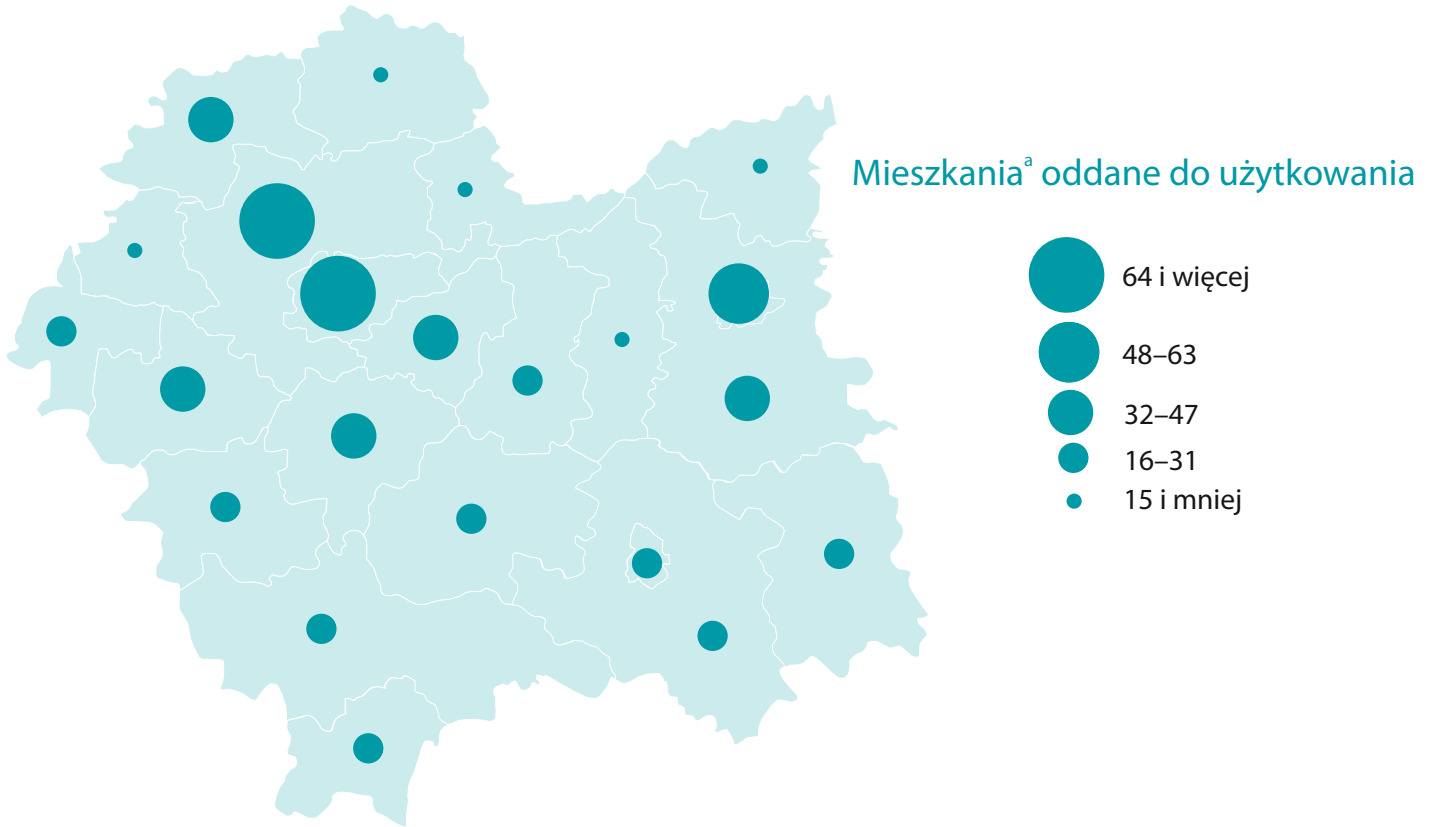 Mieszkaniaᵃ oddane do użytkowania
64 i więcej
48–63
32–47
16–31
15 i mniej